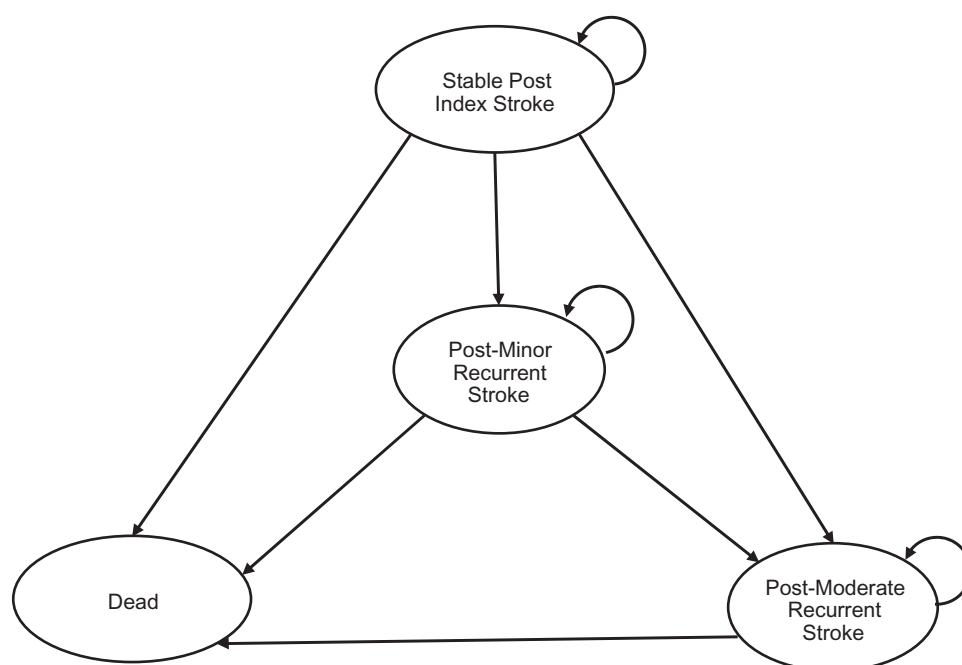 Stable Post
Index Stroke
Post-Minor
Recurrent
Stroke
Dead
Post-Moderate
Recurrent
Stroke